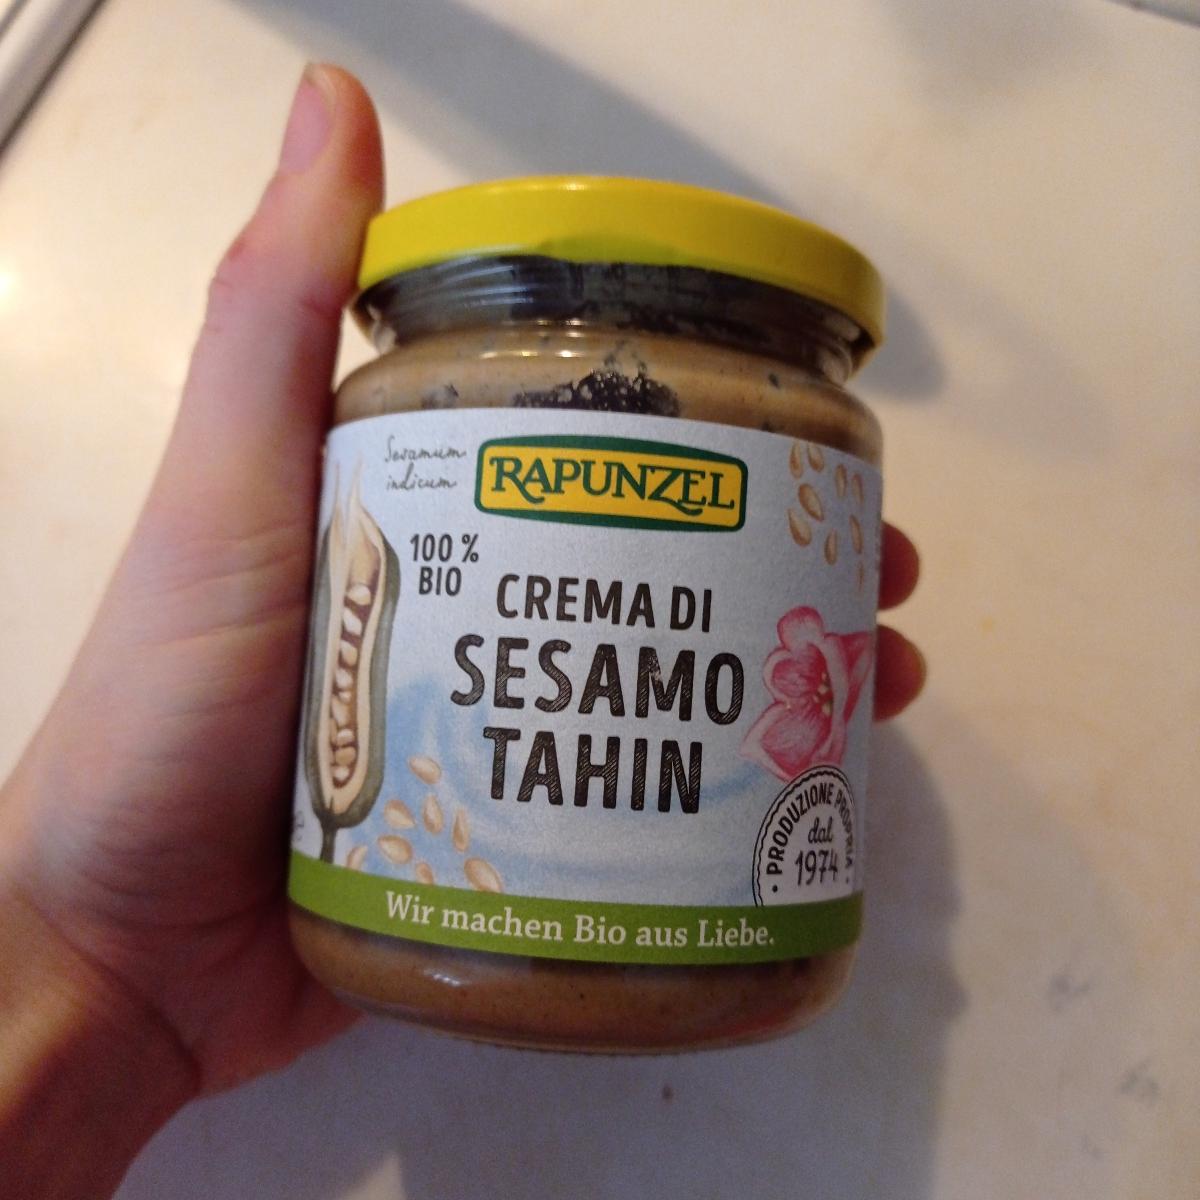 Sesamum
indicum
RAPUNZEL
100 %
BIO
CREMA DI
SESAMO
TAHIN
PRODUZIONE PROPRIA
dal
1974
Wir machen Bio aus Liebe.